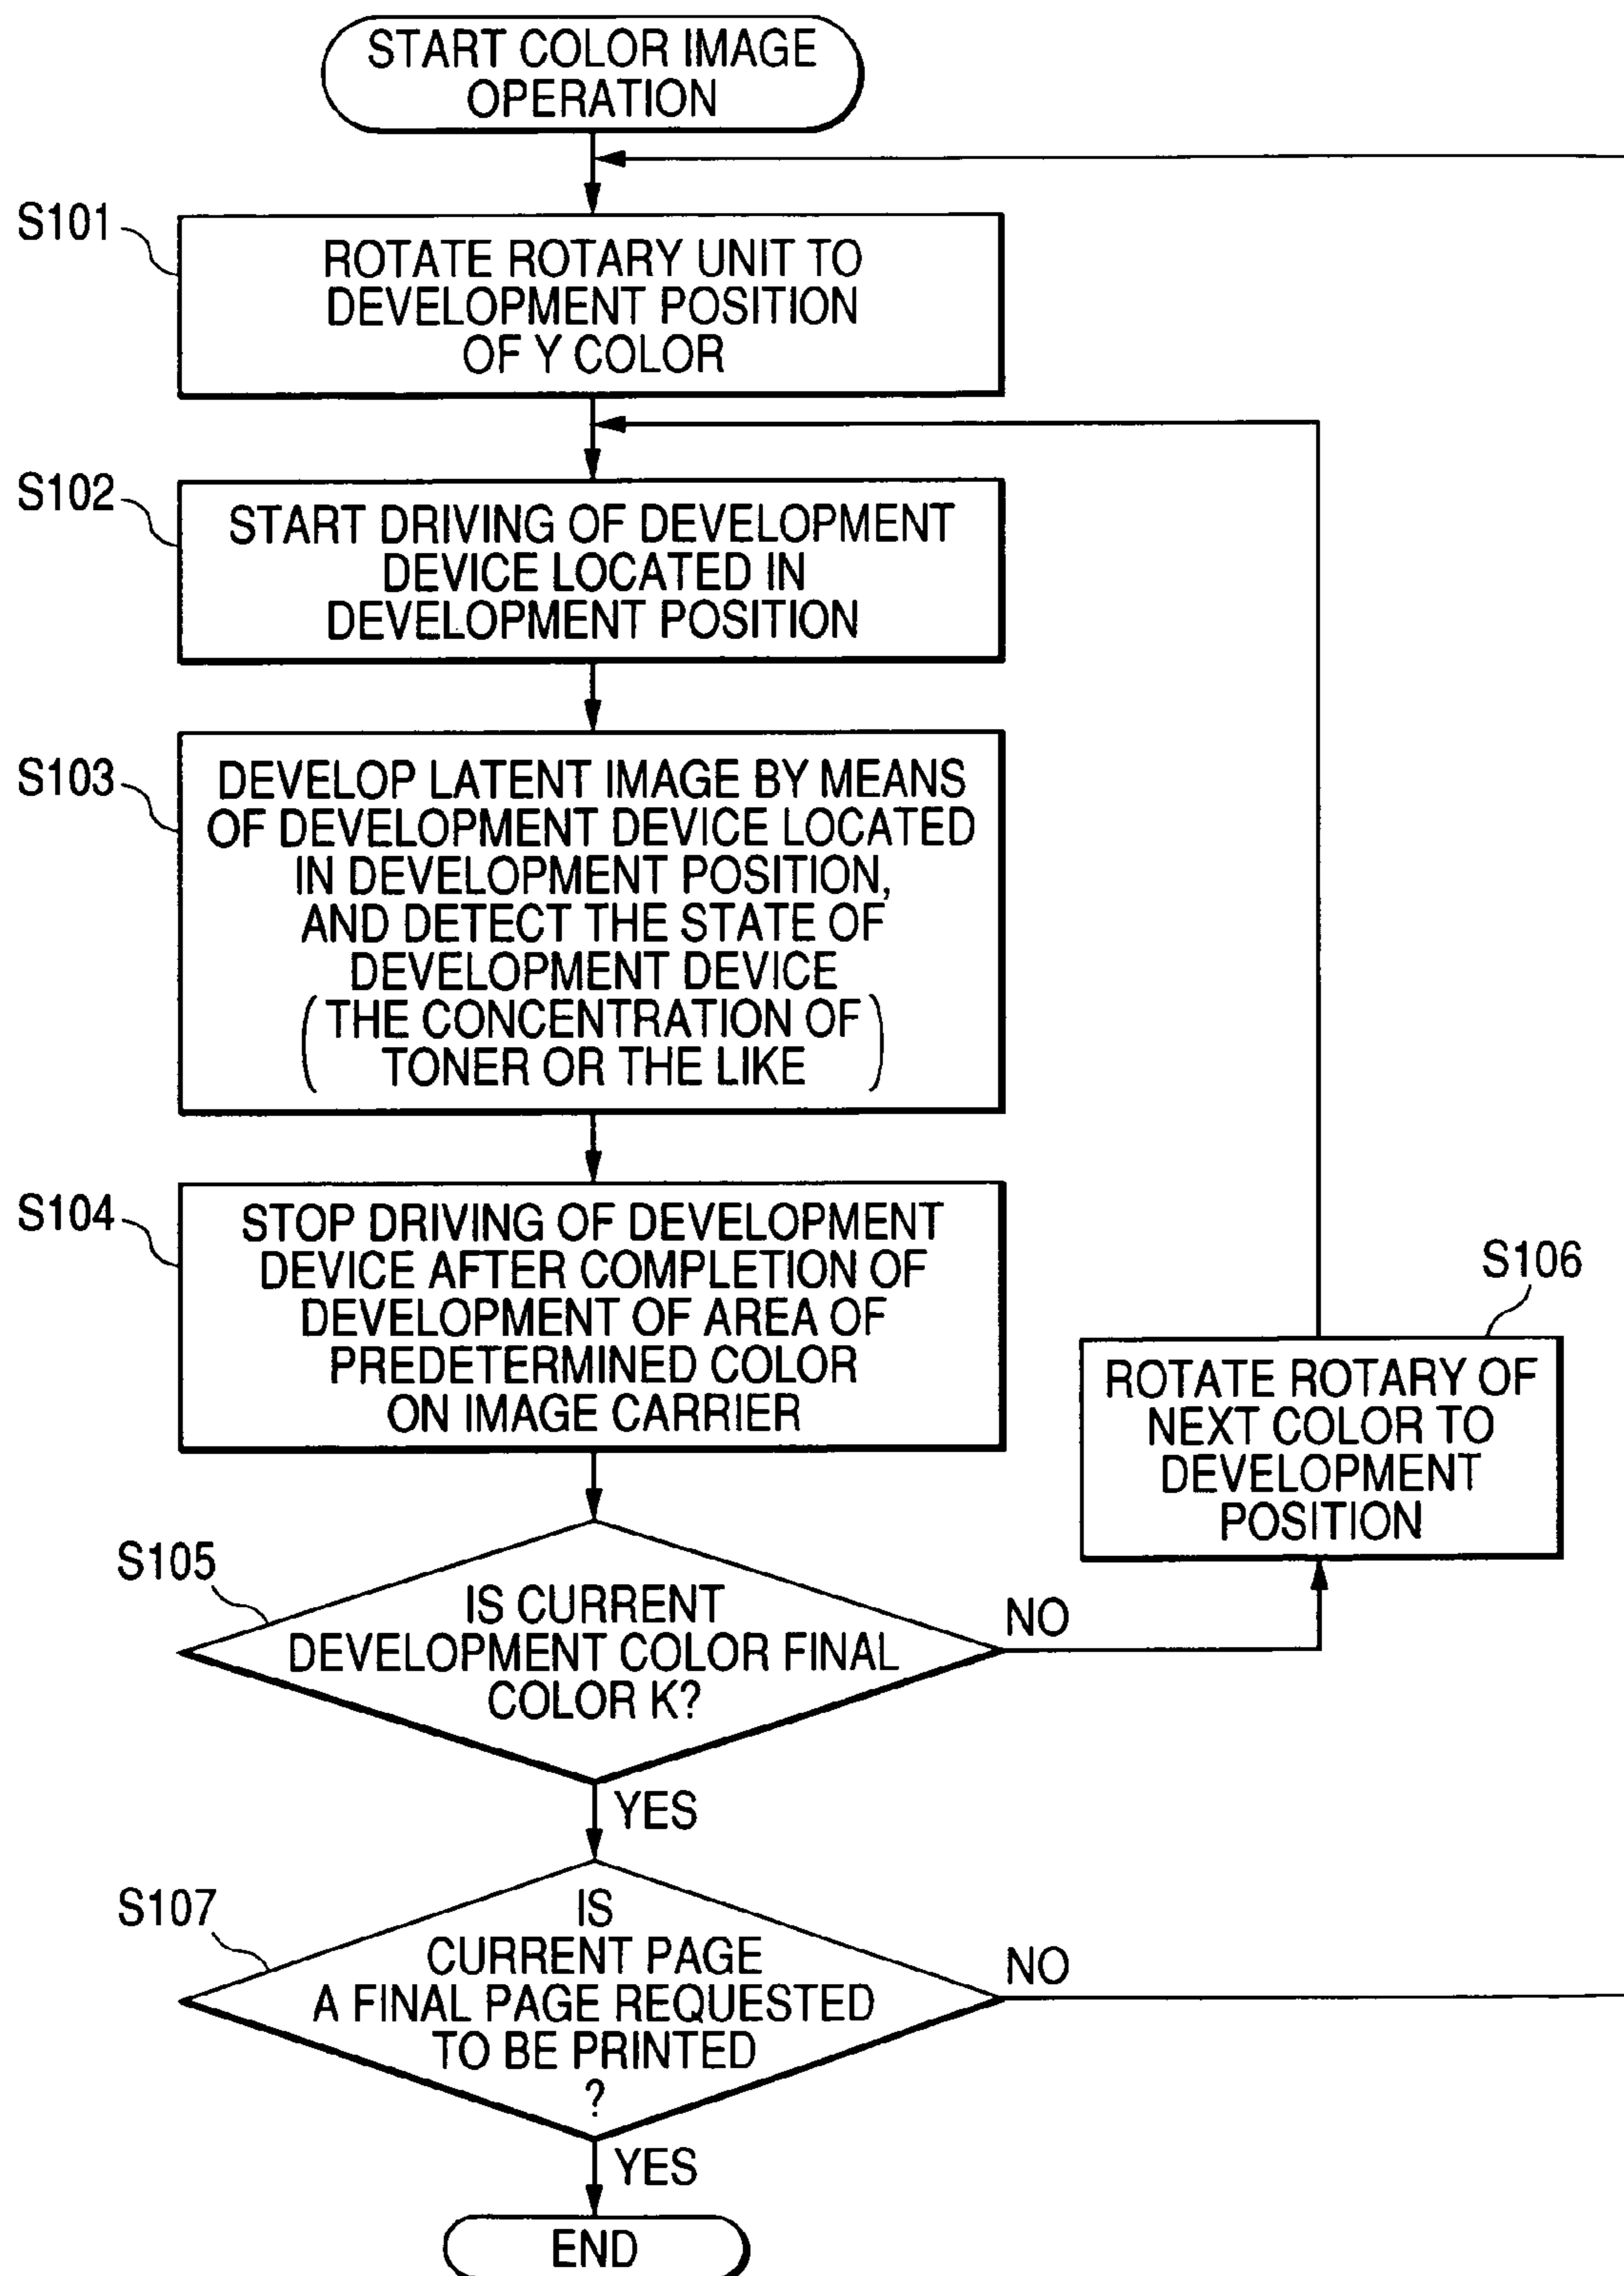 START COLOR IMAGE
OPERATION
S101
ROTATE ROTARY UNIT TO
DEVELOPMENT POSITION
OF Y COLOR
S102
START DRIVING OF DEVELOPMENT
DEVICE LOCATED IN
DEVELOPMENT POSITION
S103
DEVELOP LATENT IMAGE BY MEANS
OF DEVELOPMENT DEVICE LOCATED
IN DEVELOPMENT POSITION,
AND DETECT THE STATE OF
DEVELOPMENT DEVICE
(THE CONCENTRATION OF
TONER OR THE LIKE)
S104
STOP DRIVING OF DEVELOPMENT
DEVICE AFTER COMPLETION OF
DEVELOPMENT OF AREA OF
PREDETERMINED COLOR
ON IMAGE CARRIER
S106
ROTATE ROTARY OF
NEXT COLOR TO
DEVELOPMENT
POSITION
S105
IS CURRENT
DEVELOPMENT COLOR FINAL
COLOR K?
NO
YES
S107
IS
CURRENT PAGE
A FINAL PAGE REQUESTED
TO BE PRINTED
?
NO
YES
END